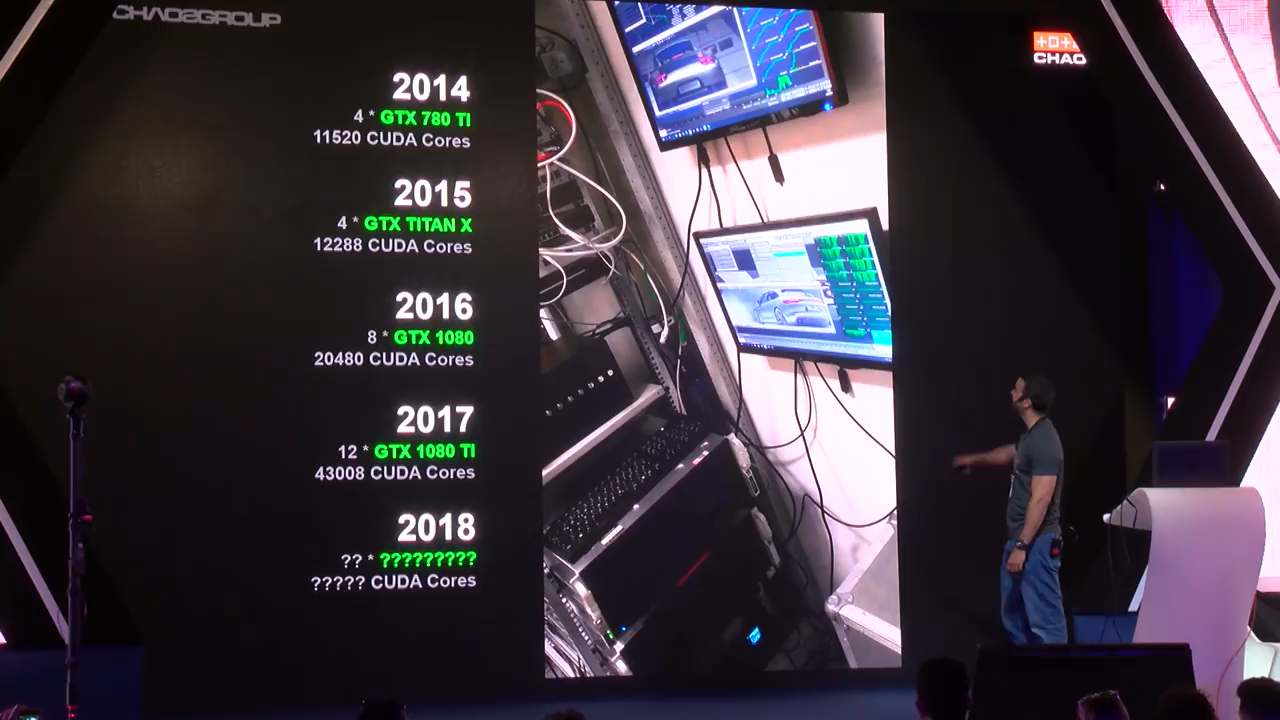 CHAOSGROUP
CHAO
2014
4 * GTX 780 TI
11520 CUDA Cores
2015
4 * GTX TITAN X
12288 CUDA Cores
2016
8 * GTX 1080
20480 CUDA Cores
2017
12 * GTX 1080 TI
43008 CUDA Cores
2018
?? * ?????????
????? CUDA Cores